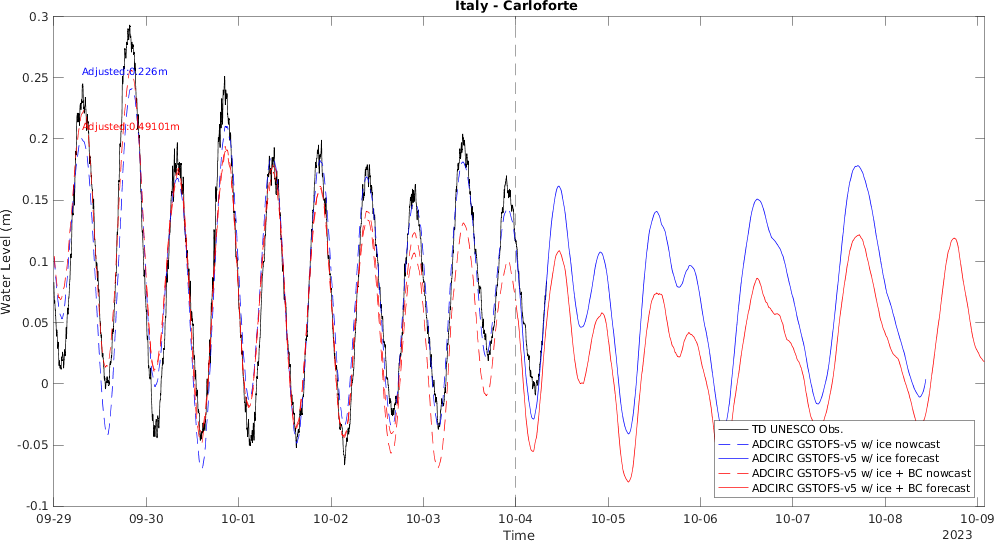 Italy - Carloforte
0.3
0.25
0.2
0.15
0.1
0.05
0
-0.05
-0.1
Water Level (m)
Adjusted:0.226m
Adjusted:0.49101m
TD UNESCO Obs.
ADCIRC GSTOFS-v5 w/ ice nowcast
ADCIRC GSTOFS-v5 w/ ice forecast
ADCIRC GSTOFS-v5 w/ ice + BC nowcast
ADCIRC GSTOFS-v5 w/ ice + BC forecast
09-29 09-30 10-01 10-02 10-03 10-04 10-05 10-06 10-07 10-08 10-09
Time
2023